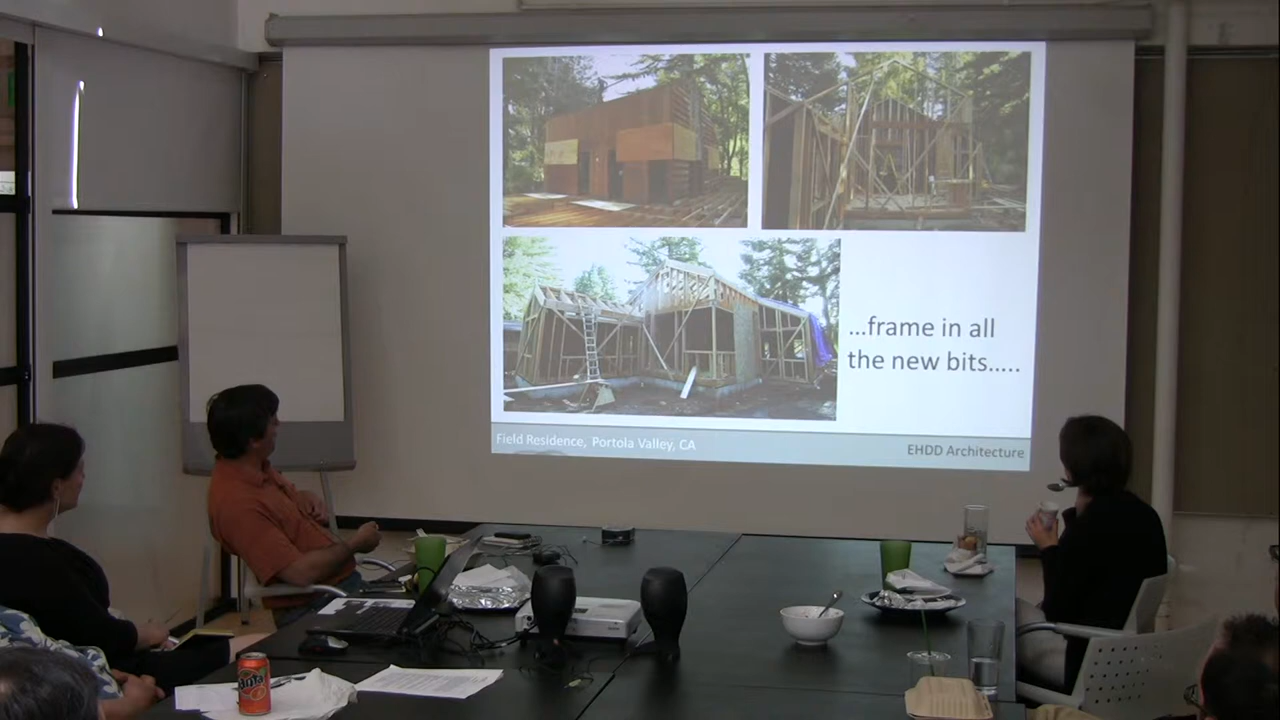 ...frame in all
the new bits.....
Field Residence, Portola Valley, CA
EHDD Architecture
Fanta